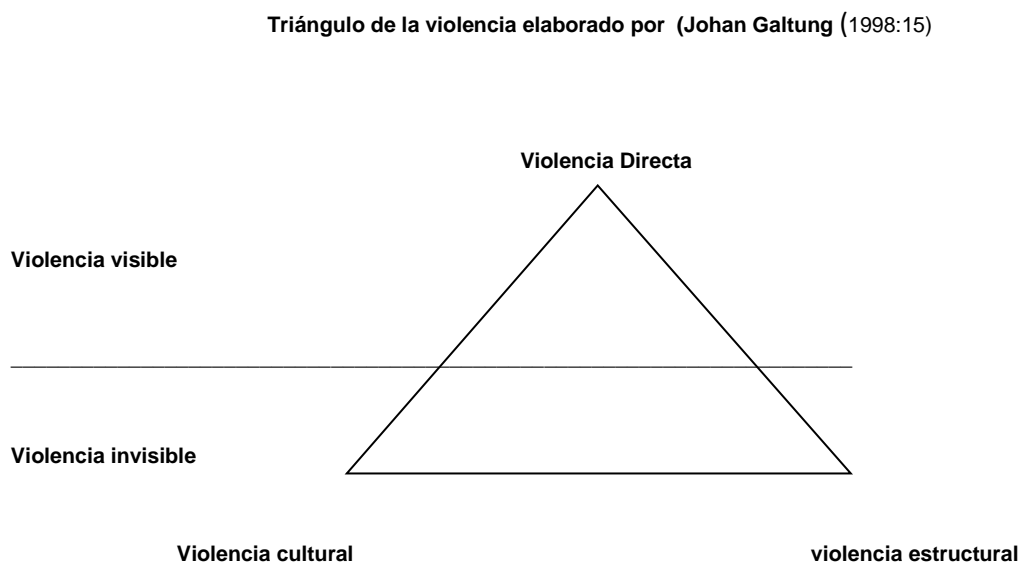 Triángulo de la violencia elaborado por (Johan Galtung (1998:15)
Violencia Directa
Violencia visible
Violencia invisible
Violencia cultural violencia estructural